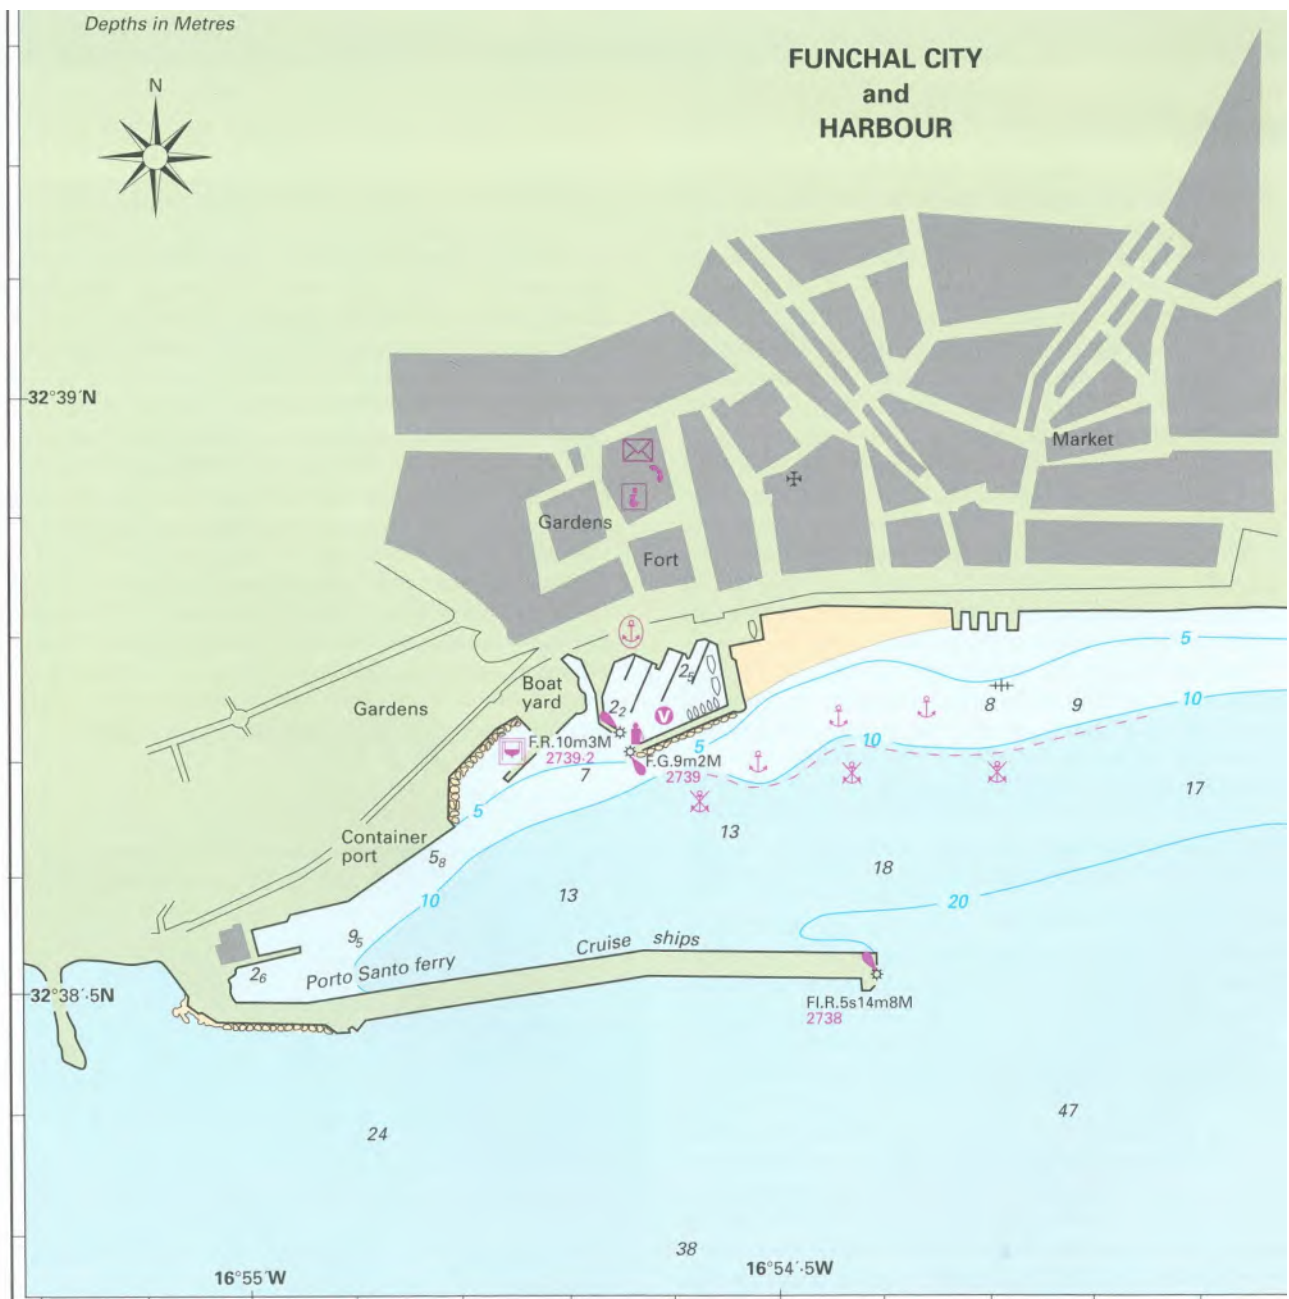 Depths in Metres
N
FUNCHAL CITY
and
HARBOUR
32°39´N
Market
Gardens
Fort
5
Boat
yard
2₅
Gardens
2₂
V
8
9
10
F.R.10m3M
2739·2
5
10
F.G.9m2M
2739
7
17
5
13
Container
port
5₈
18
13
10
20
9₅
Cruise ships
Porto Santo ferry
2₆
32°38´·5N
Fl.R.5s14m8M
2738
47
24
38
16°55´W
16°54´·5W